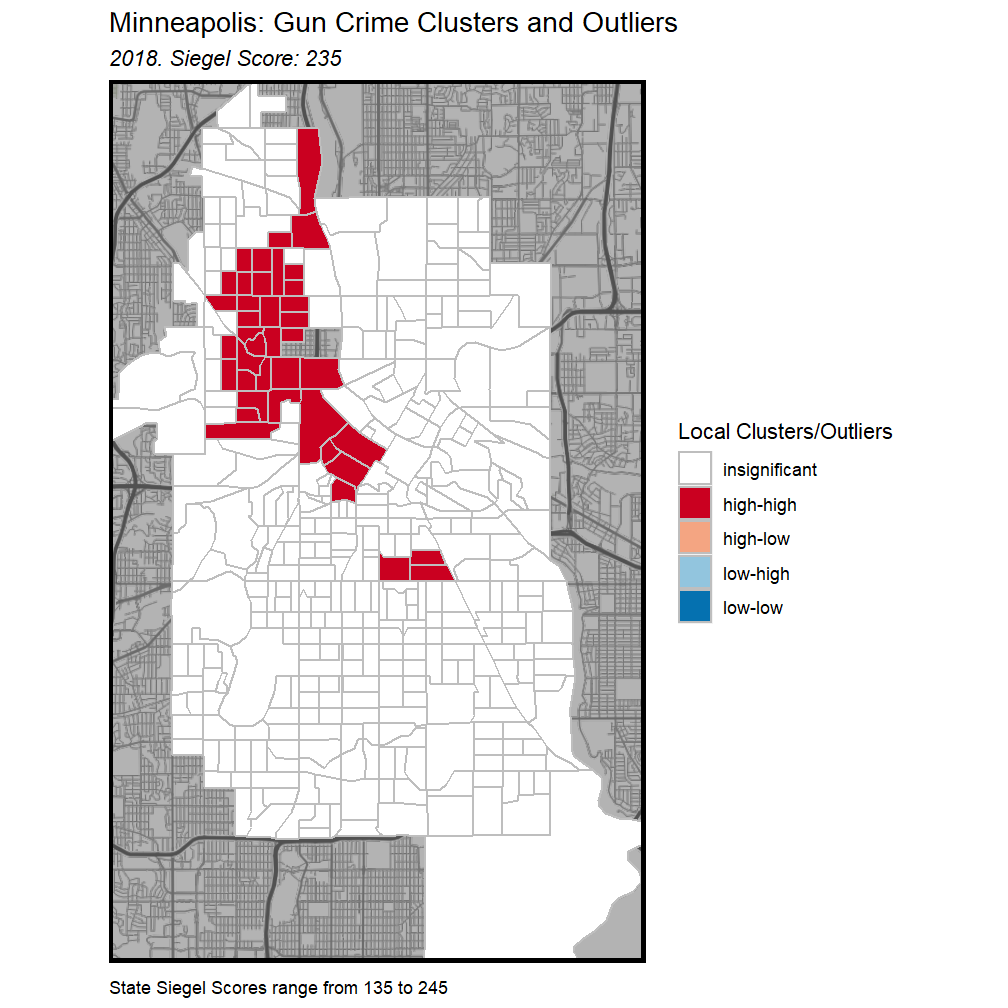 Minneapolis: Gun Crime Clusters and Outliers
2018. Siegel Score: 235
Local Clusters/Outliers
insignificant
high-high
high-low
low-high
low-low
State Siegel Scores range from 135 to 245